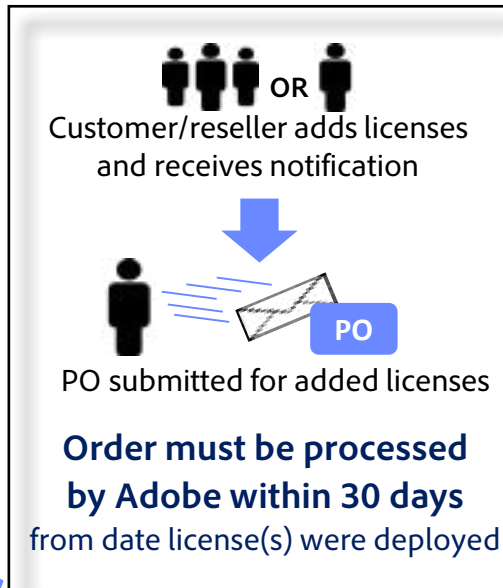 OR
Customer/reseller adds licenses
and receives notification
PO
PO submitted for added licenses
Order must be processed
by Adobe within 30 days
from date license(s) were deployed